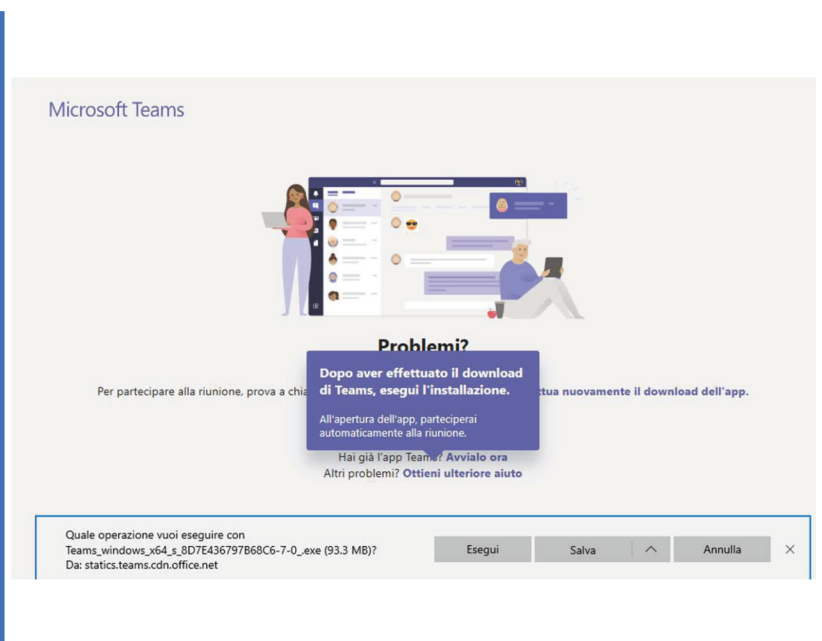 Microsoft Teams
Problemi?
Dopo aver effettuato il download
di Teams, esegui l'installazione.
Per partecipare alla riunione, prova a nuovamente il download dell'app.
All'apertura dell'app, parteciperai
automaticamente alla riunione.
Hai già l'app Teams? Avvialo ora
Altri problemi? Ottieni ulteriore aiuto
Quale operazione vuoi eseguire con
Teams_windows_x64_s_8D7E436797B68C6-7-0_.exe (93.3 MB)?
Da: statics.teams.cdn.office.net
Esegui Salva Annulla